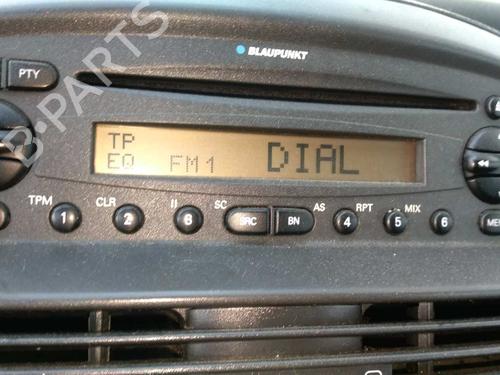 BLAUPUNKT
PTY
TP
EQ FM1 DIAL
TPM CLR II SC AS RPT MIX
1 2 3 SRC BN 4 5 6
B-PARTS